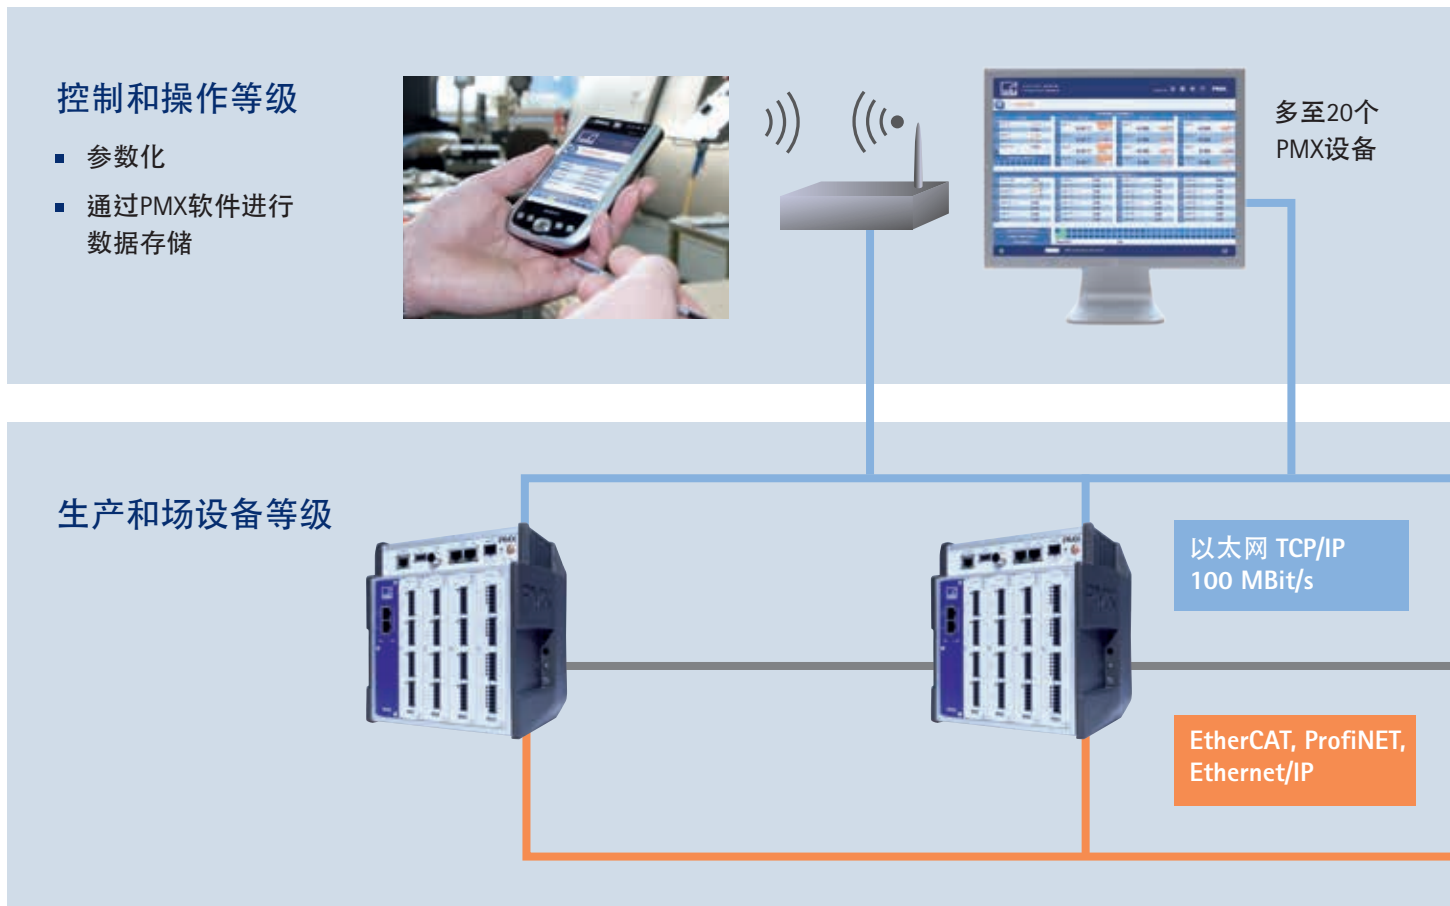 控制和操作等级
参数化
通过PMX软件进行
数据存储
多至20个
PMX设备
生产和场设备等级
PMX
PMX
以太网 TCP/IP
100 MBit/s
EtherCAT, ProfiNET,
Ethernet/IP